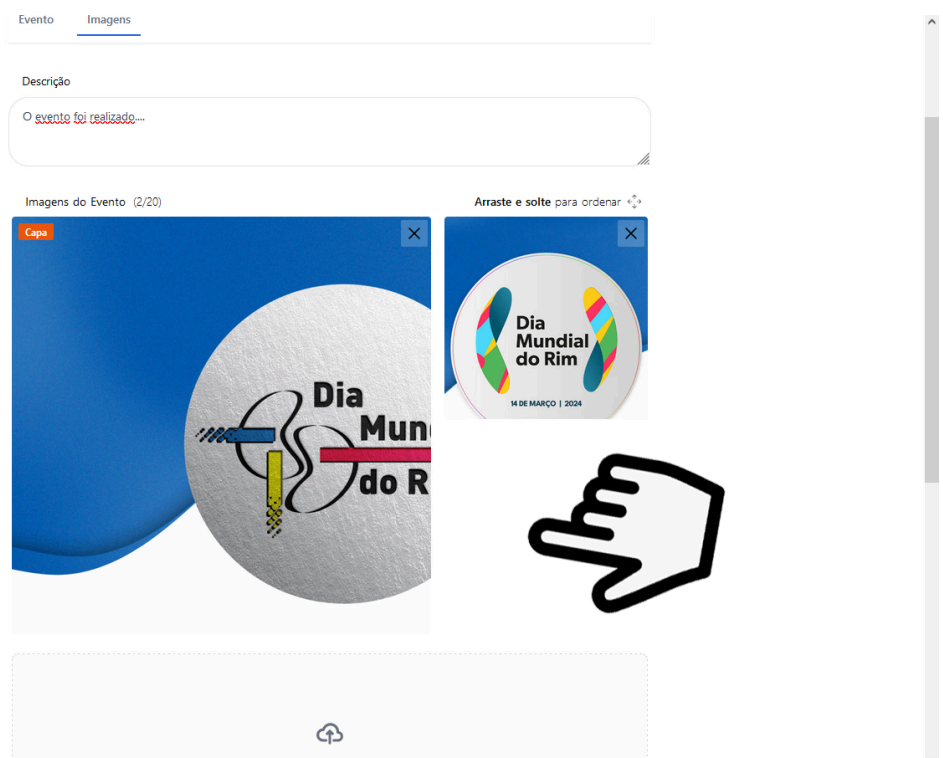 Evento
Imagens
Descrição
O evento foi realizado....
Imagens do Evento (2/20)
Arraste e solte para ordenar
Capa
Dia
do R
Dia
Mundial
do Rim
14 DE MARÇO | 2024